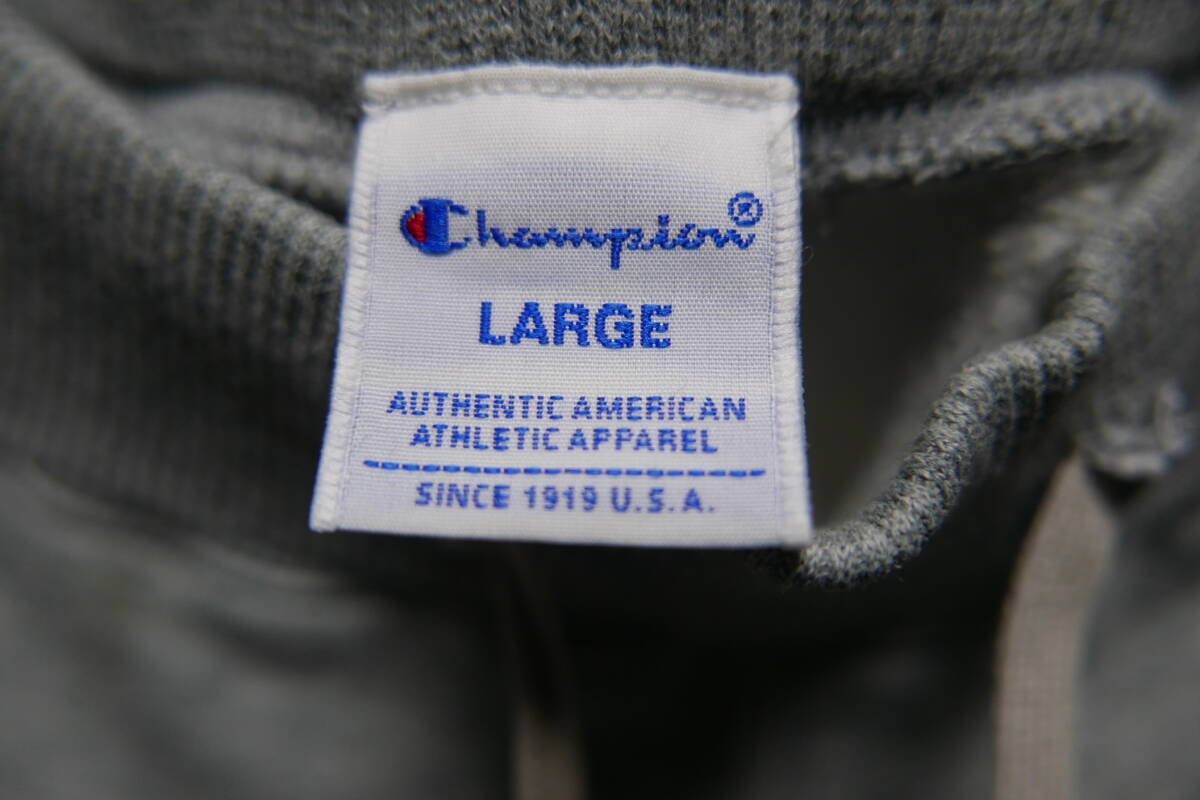 Champion®
LARGE
AUTHENTIC AMERICAN
ATHLETIC APPAREL
SINCE 1919 U.S.A.